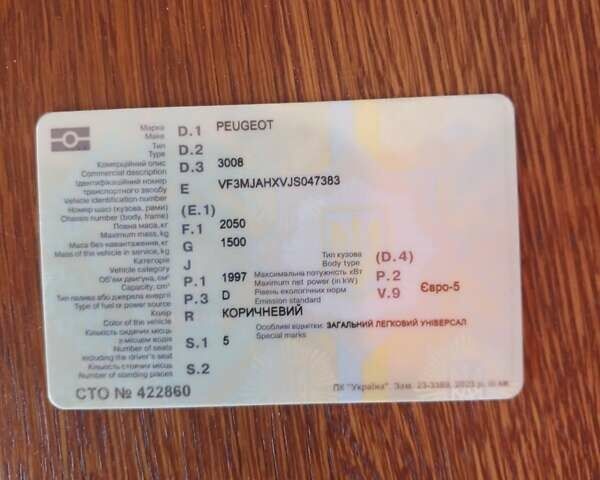 Марка D.1 PEUGEOT
Make
Тип D.2
Type
Комерційний опис D.3 3008
Commercial description
Ідентифікаційний номер
транспортного засобу E VF3MJAHXVJS047383
Vehicle identification number
Номер шасі (кузова, рами) (E.1)
Chassis number (body, frame)
Повна маса, кг F.1 2050
Maximum mass, kg
Маса без навантаження, кг G 1500
Mass of the vehicle in service, kg
Категорія J Тип кузова (D.4)
Vehicle category Body type
Об'єм двигуна, см³ P.1 1997 Максимальна потужність кВт P.2
Capacity, cm³ Maximum net power (in kW)
Тип палива або джерела енергії P.3 D Рівень екологічних норм V.9 Євро-5
Type of fuel or power source Emission standard
Колір R КОРИЧНЕВИЙ
Color of the vehicle Особливі відмітки: ЗАГАЛЬНИЙ ЛЕГКОВИЙ УНІВЕРСАЛ
Кількість сидячих місць Special marks
з місцем водія S.1 5
Number of seats
including the driver's seat
Кількість стоячих місць S.2
Number of standing places
СТО № 422860 ПК "Україна" Зам. 23-3389, 2023 р.